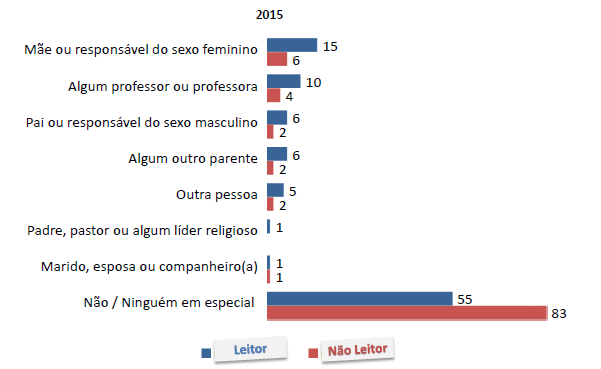 2015
Mãe ou responsável do sexo feminino 15
6
Algum professor ou professora 10
4
Pai ou responsável do sexo masculino 6
2
Algum outro parente 6
2
Outra pessoa 5
2
Padre, pastor ou algum líder religioso 1
Marido, esposa ou companheiro(a) 1
1
Não / Ninguém em especial 55
83
Leitor Não Leitor